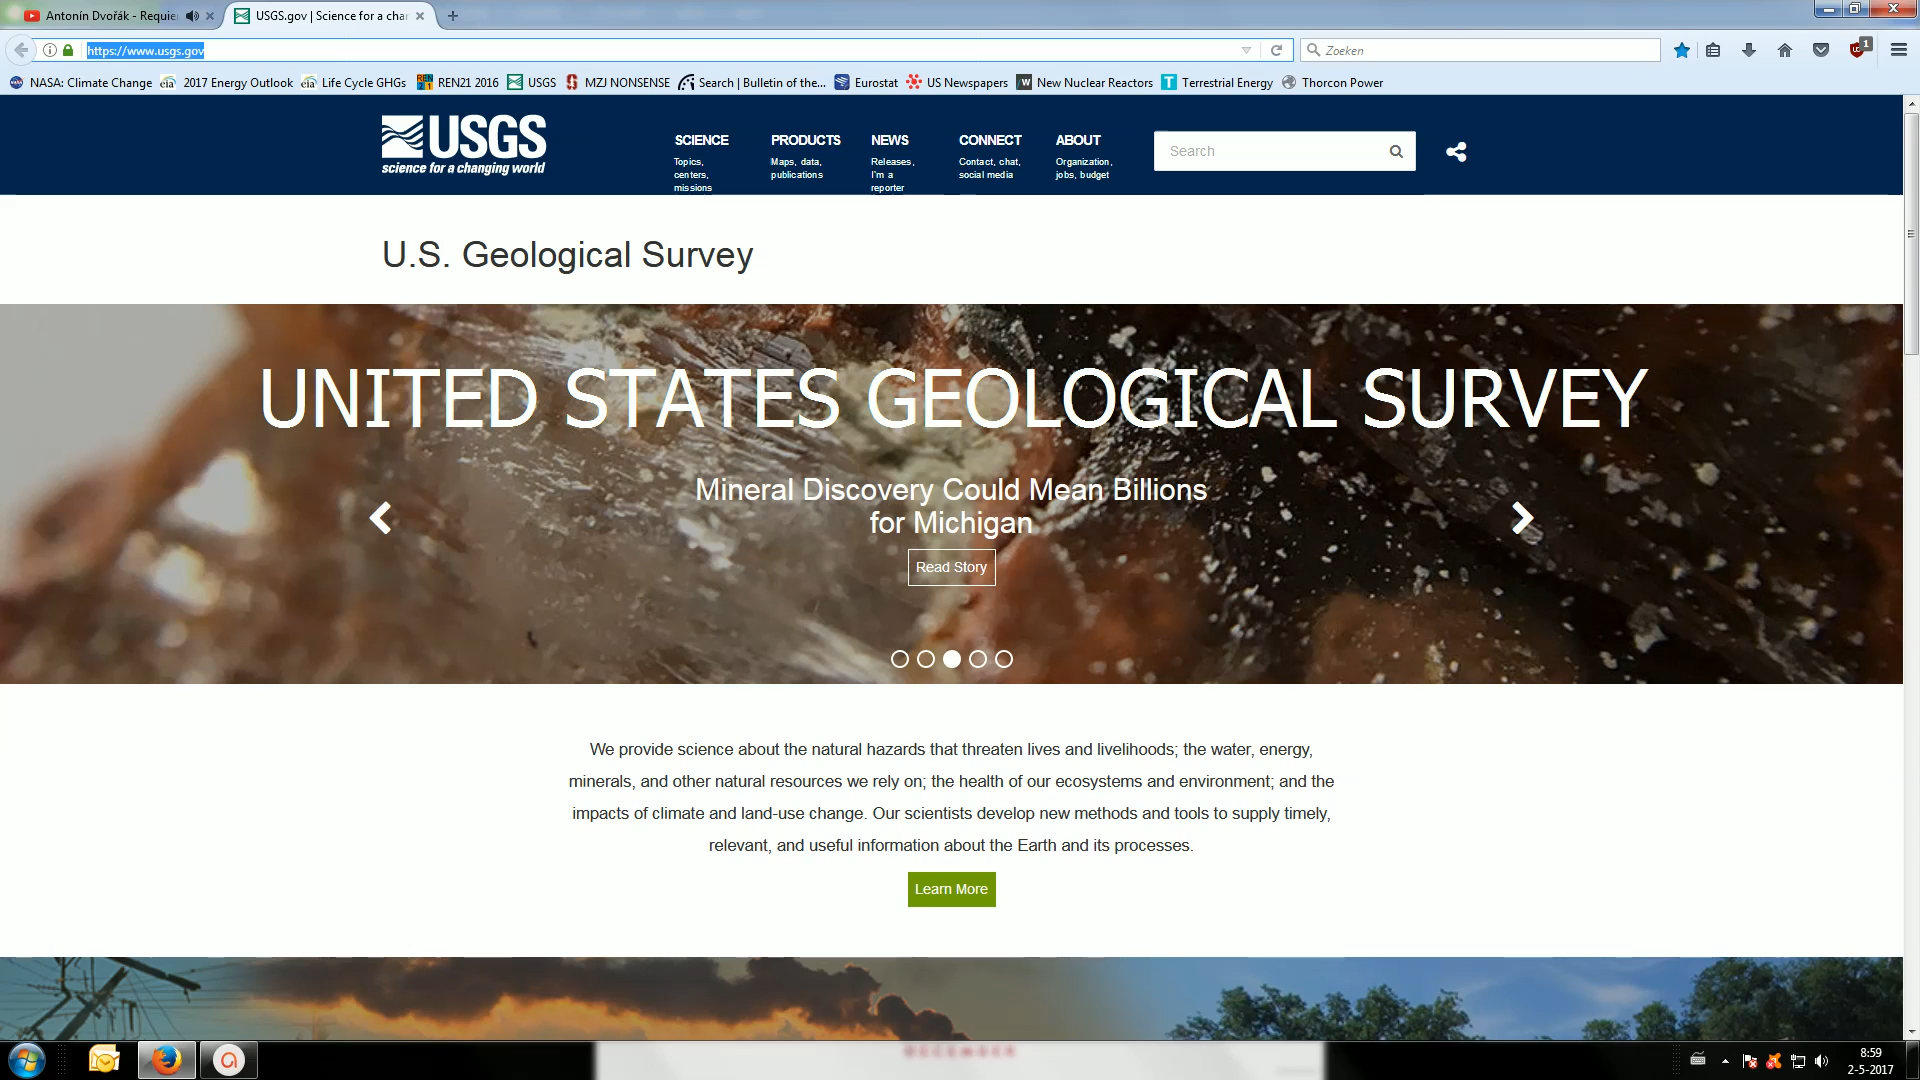 Antonín Dvořák - Requie
USGS.gov | Science for a cha
https://www.usgs.gov
Zoeken
1
NASA: Climate Change
eia 2017 Energy Outlook
eia Life Cycle GHGs
REN21 2016
USGS
MZJ NONSENSE
Search | Bulletin of the...
Eurostat
US Newspapers
W New Nuclear Reactors
T Terrestrial Energy
Thorcon Power
USGS
science for a changing world
SCIENCE
Topics,
centers,
missions
PRODUCTS
Maps, data,
publications
NEWS
Releases,
I'm a
reporter
CONNECT
Contact, chat,
social media
ABOUT
Organization,
jobs, budget
Search
U.S. Geological Survey
UNITED STATES GEOLOGICAL SURVEY
Mineral Discovery Could Mean Billions
for Michigan
Read Story
We provide science about the natural hazards that threaten lives and livelihoods; the water, energy,
minerals, and other natural resources we rely on; the health of our ecosystems and environment; and the
impacts of climate and land-use change. Our scientists develop new methods and tools to supply timely,
relevant, and useful information about the Earth and its processes.
Learn More
DECEMBER
8:59
2-5-2017